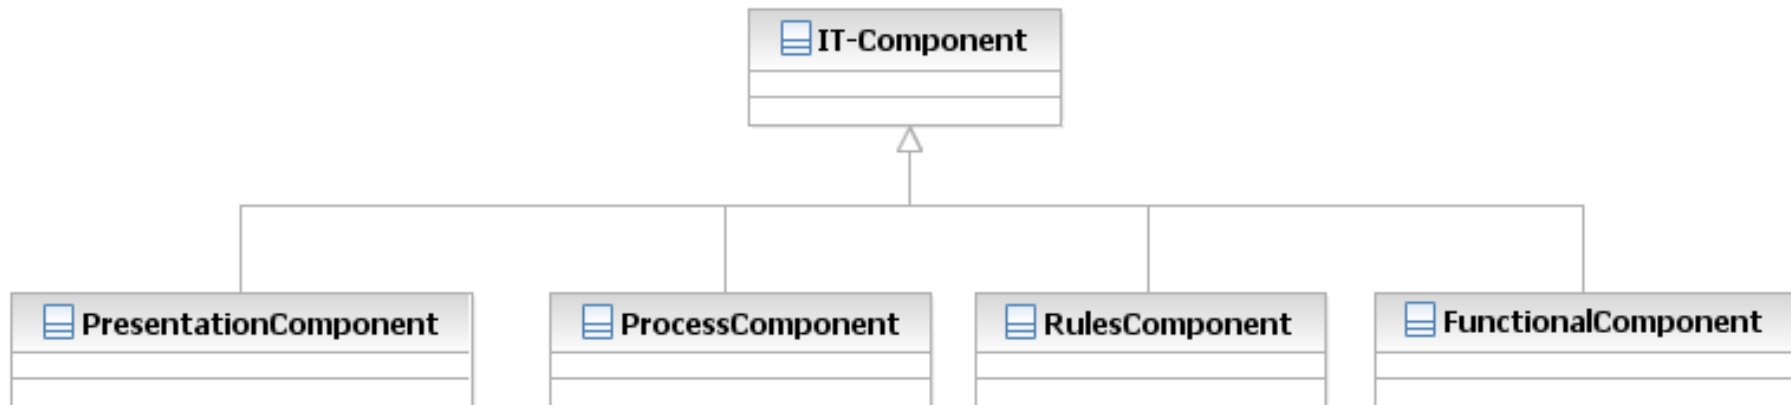 IT-Component
PresentationComponent
ProcessComponent
RulesComponent
FunctionalComponent